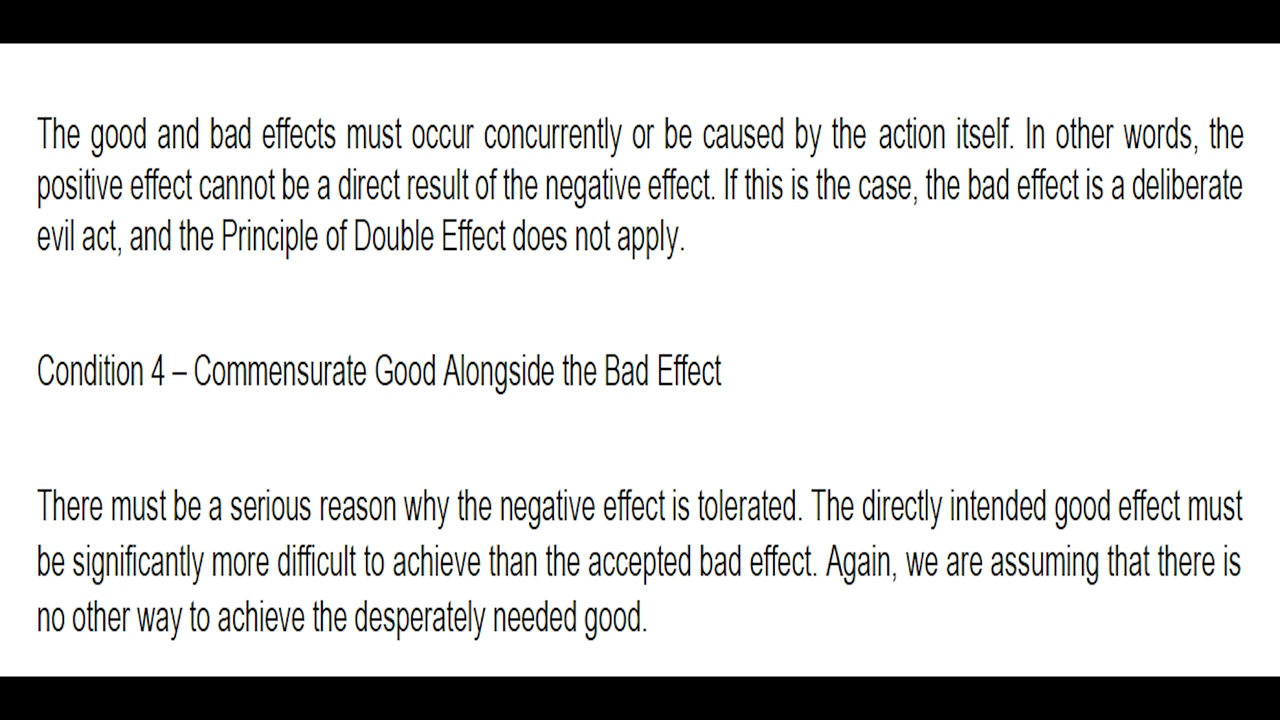 The good and bad effects must occur concurrently or be caused by the action itself. In other words, the
positive effect cannot be a direct result of the negative effect. If this is the case, the bad effect is a deliberate
evil act, and the Principle of Double Effect does not apply.
Condition 4 – Commensurate Good Alongside the Bad Effect
There must be a serious reason why the negative effect is tolerated. The directly intended good effect must
be significantly more difficult to achieve than the accepted bad effect. Again, we are assuming that there is
no other way to achieve the desperately needed good.